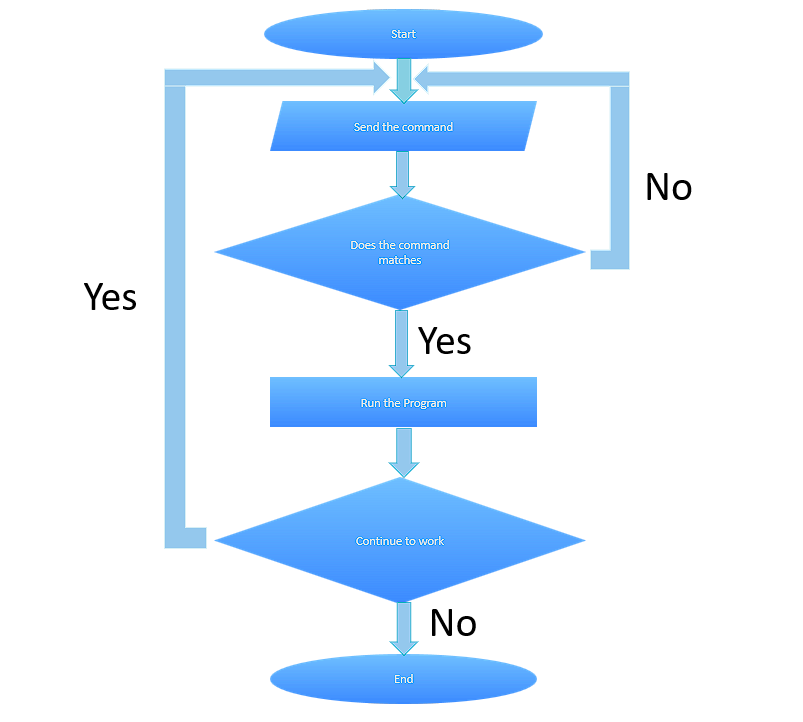 Start
Send the command
No
Does the command
matches
Yes
Yes
Run the Program
Continue to work
No
End